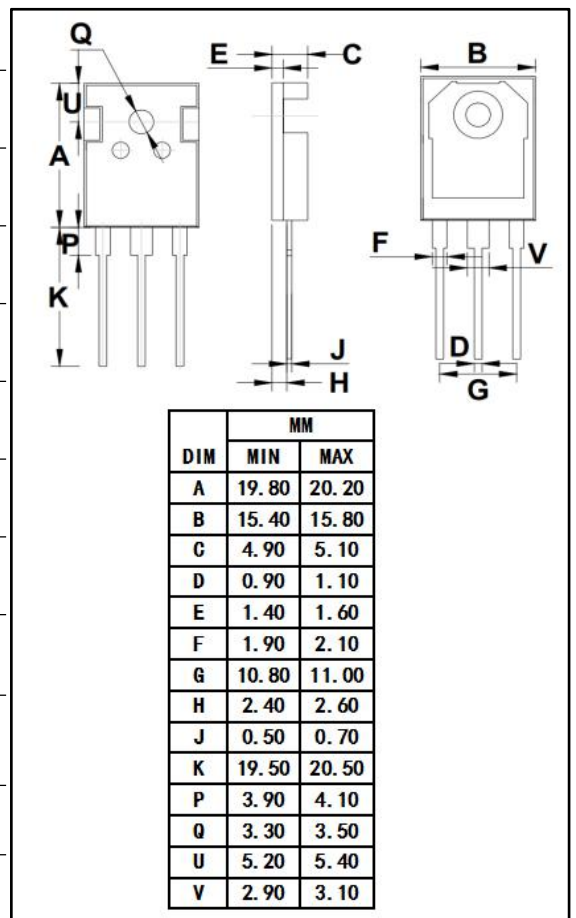 Q
E C
B
U
A
P
K
F
V
J
H
D
G
MM
DIM MIN MAX
A 19.80 20.20
B 15.40 15.80
C 4.90 5.10
D 0.90 1.10
E 1.40 1.60
F 1.90 2.10
G 10.80 11.00
H 2.40 2.60
J 0.50 0.70
K 19.50 20.50
P 3.90 4.10
Q 3.30 3.50
U 5.20 5.40
V 2.90 3.10